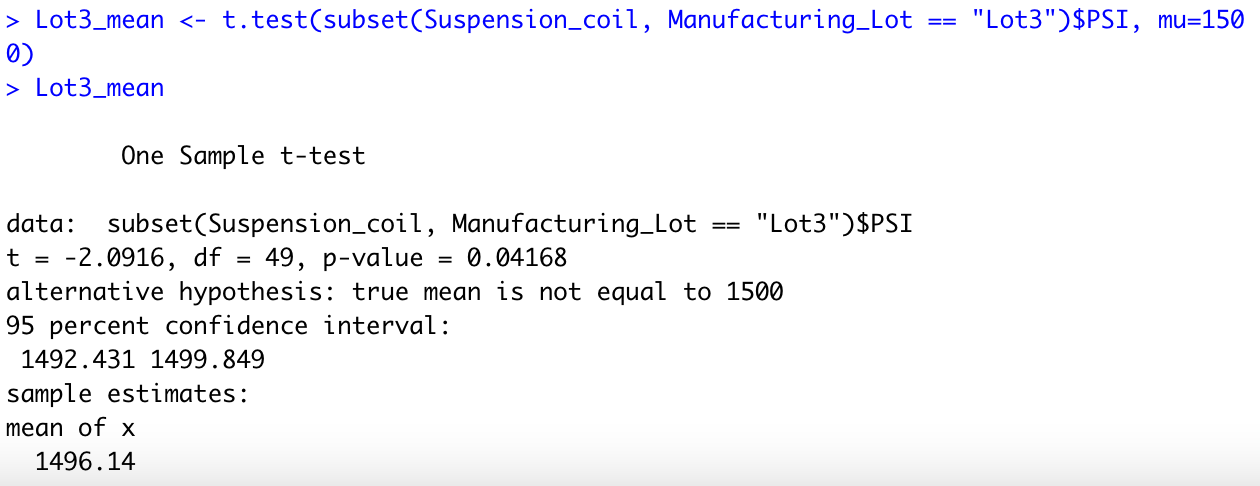 > Lot3_mean <- t.test(subset(Suspension_coil, Manufacturing_Lot == "Lot3")$PSI, mu=150
0)
> Lot3_mean
One Sample t-test
data:  subset(Suspension_coil, Manufacturing_Lot == "Lot3")$PSI
t = -2.0916, df = 49, p-value = 0.04168
alternative hypothesis: true mean is not equal to 1500
95 percent confidence interval:
1492.431 1499.849
sample estimates:
mean of x
1496.14